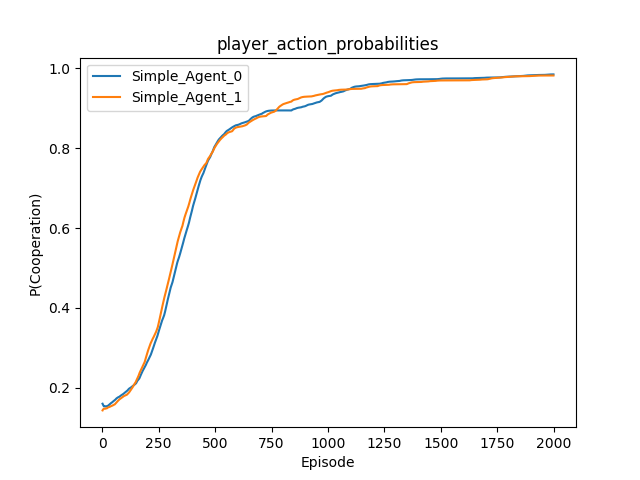 player_action_probabilities
Simple_Agent_0
Simple_Agent_1
1.0
0.8
0.6
0.4
0.2
P(Cooperation)
0 250 500 750 1000 1250 1500 1750 2000
Episode